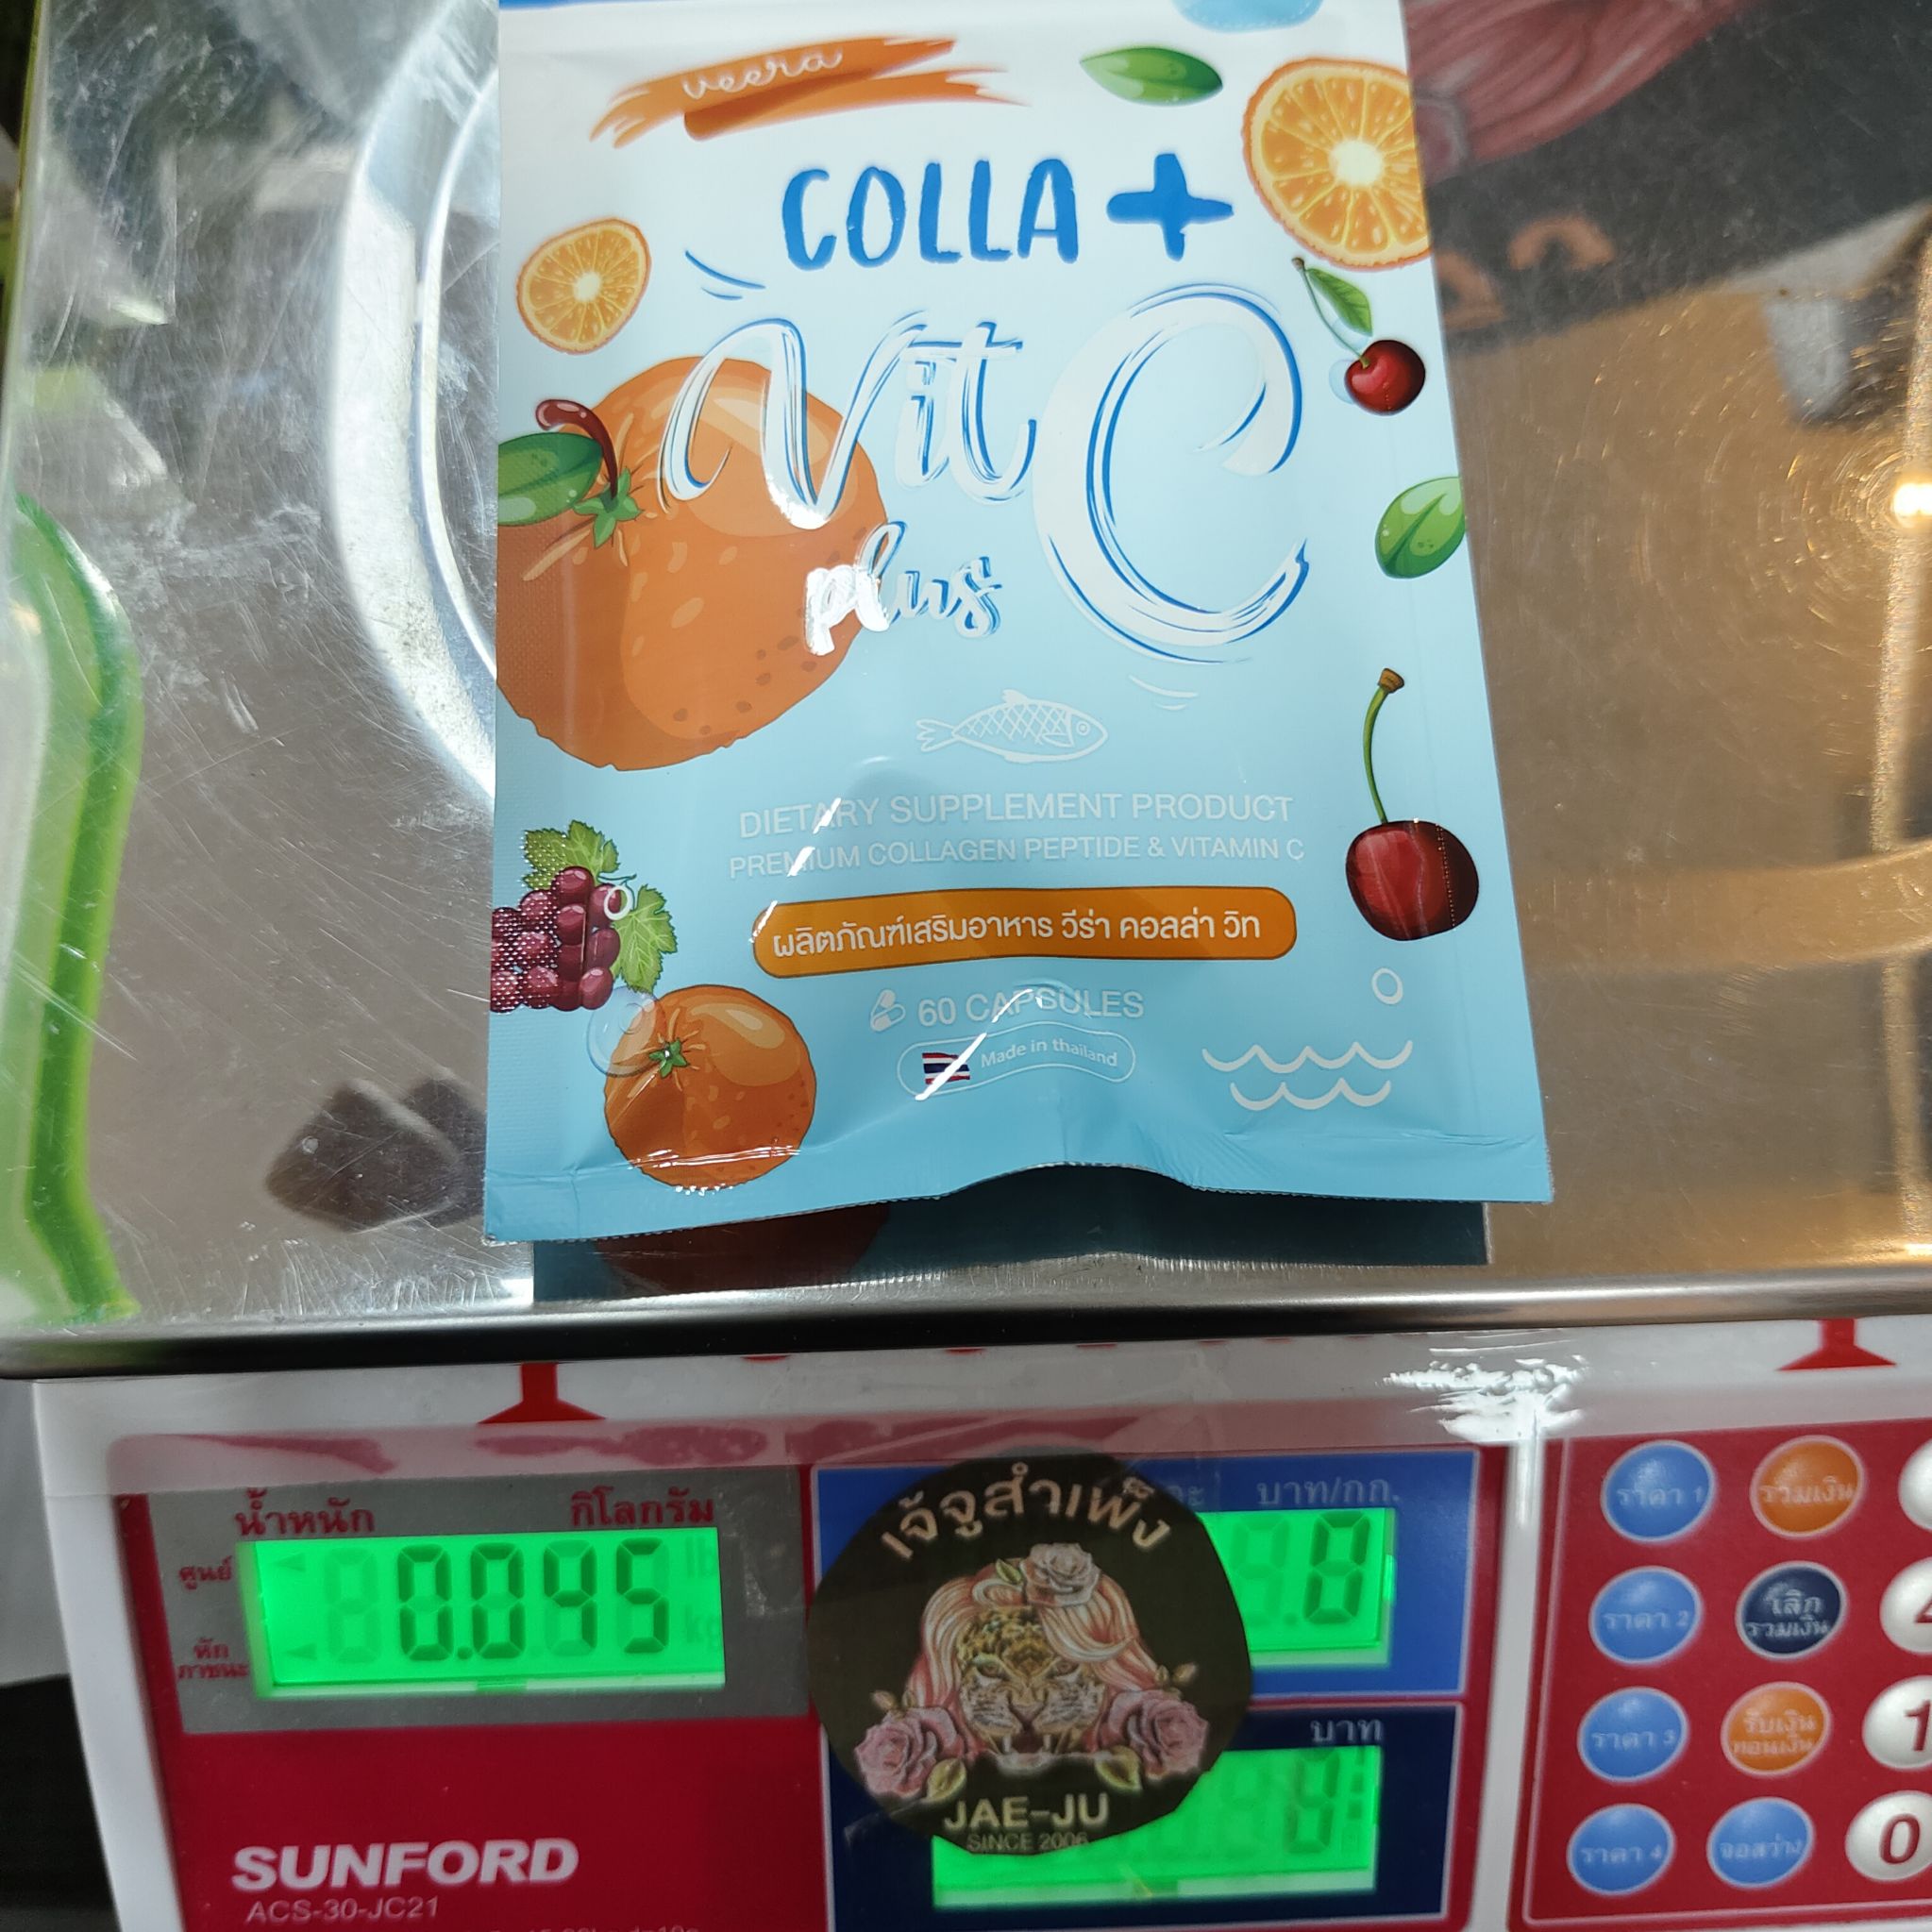 veera
COLLA +
Vit C
plus
DIETARY SUPPLEMENT PRODUCT
PREMIUM COLLAGEN PEPTIDE & VITAMIN C
ผลิตภัณฑ์เสริมอาหาร วีร่า คอลล่า วิท
60 CAPSULES
Made in thailand
น้ำหนัก กิโลกรัม
ศูนย์
หัก
ภาชนะ
0.095
kg
SUNFORD
ACS-30-JC21
เจ้จูสำเพ็ง
JAE-JU
SINCE 2006
บาท/กก.
บาท
ราคา 1 รวมเงิน
ราคา 2 เลิก
รวมเงิน
ราคา 3 รับเงิน
ทอนเงิน
1
ราคา 4 จอสว่าง 0